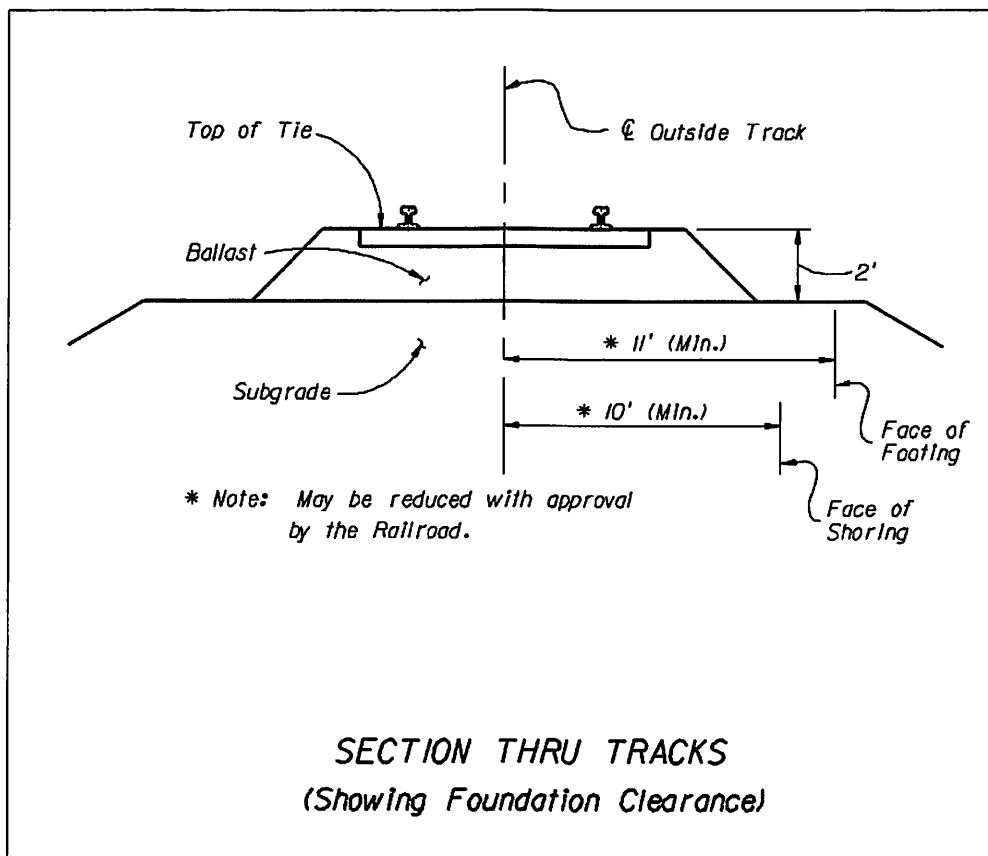 Top of Tie
℄ Outside Track
Ballast
2'
* 11' (Min.)
Subgrade
* 10' (Min.)
Face of
Footing
* Note: May be reduced with approval
by the Railroad.
Face of
Shoring
SECTION THRU TRACKS
(Showing Foundation Clearance)